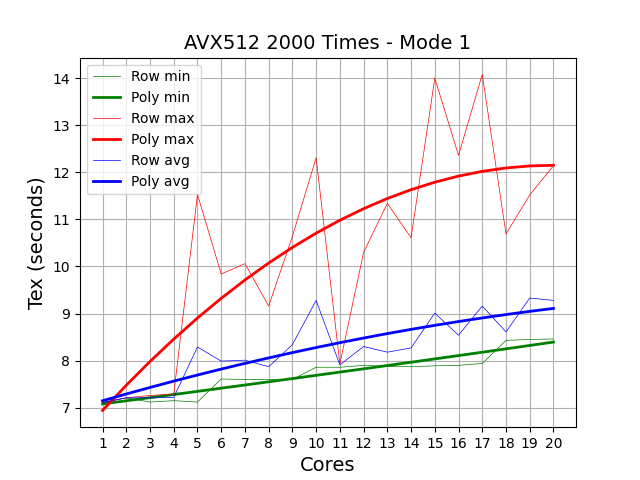 AVX512 2000 Times - Mode 1
Row min
Poly min
Row max
Poly max
Row avg
Poly avg
Tex (seconds)
14
13
12
11
10
9
8
7
1 2 3 4 5 6 7 8 9 10 11 12 13 14 15 16 17 18 19 20
Cores